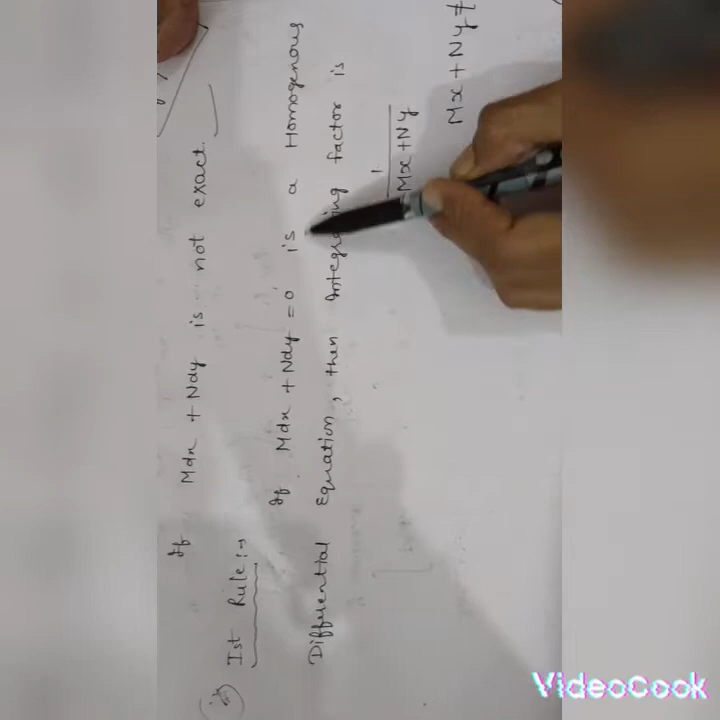 If Mdx + Ndy is not exact.
Ist Rule :→
If Mdx + Ndy = 0 is a Homogenous
Differential Equation, then Integrating factor is
1
Mx + Ny
Mx + Ny ≠
VideoCook